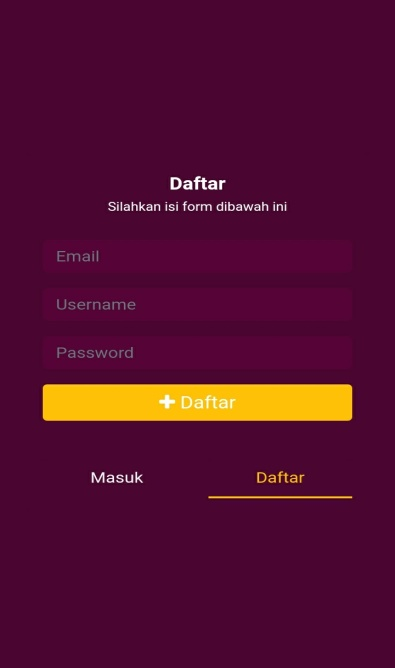 Daftar
Silahkan isi form dibawah ini
Email
Username
Password
Daftar
Masuk
Daftar